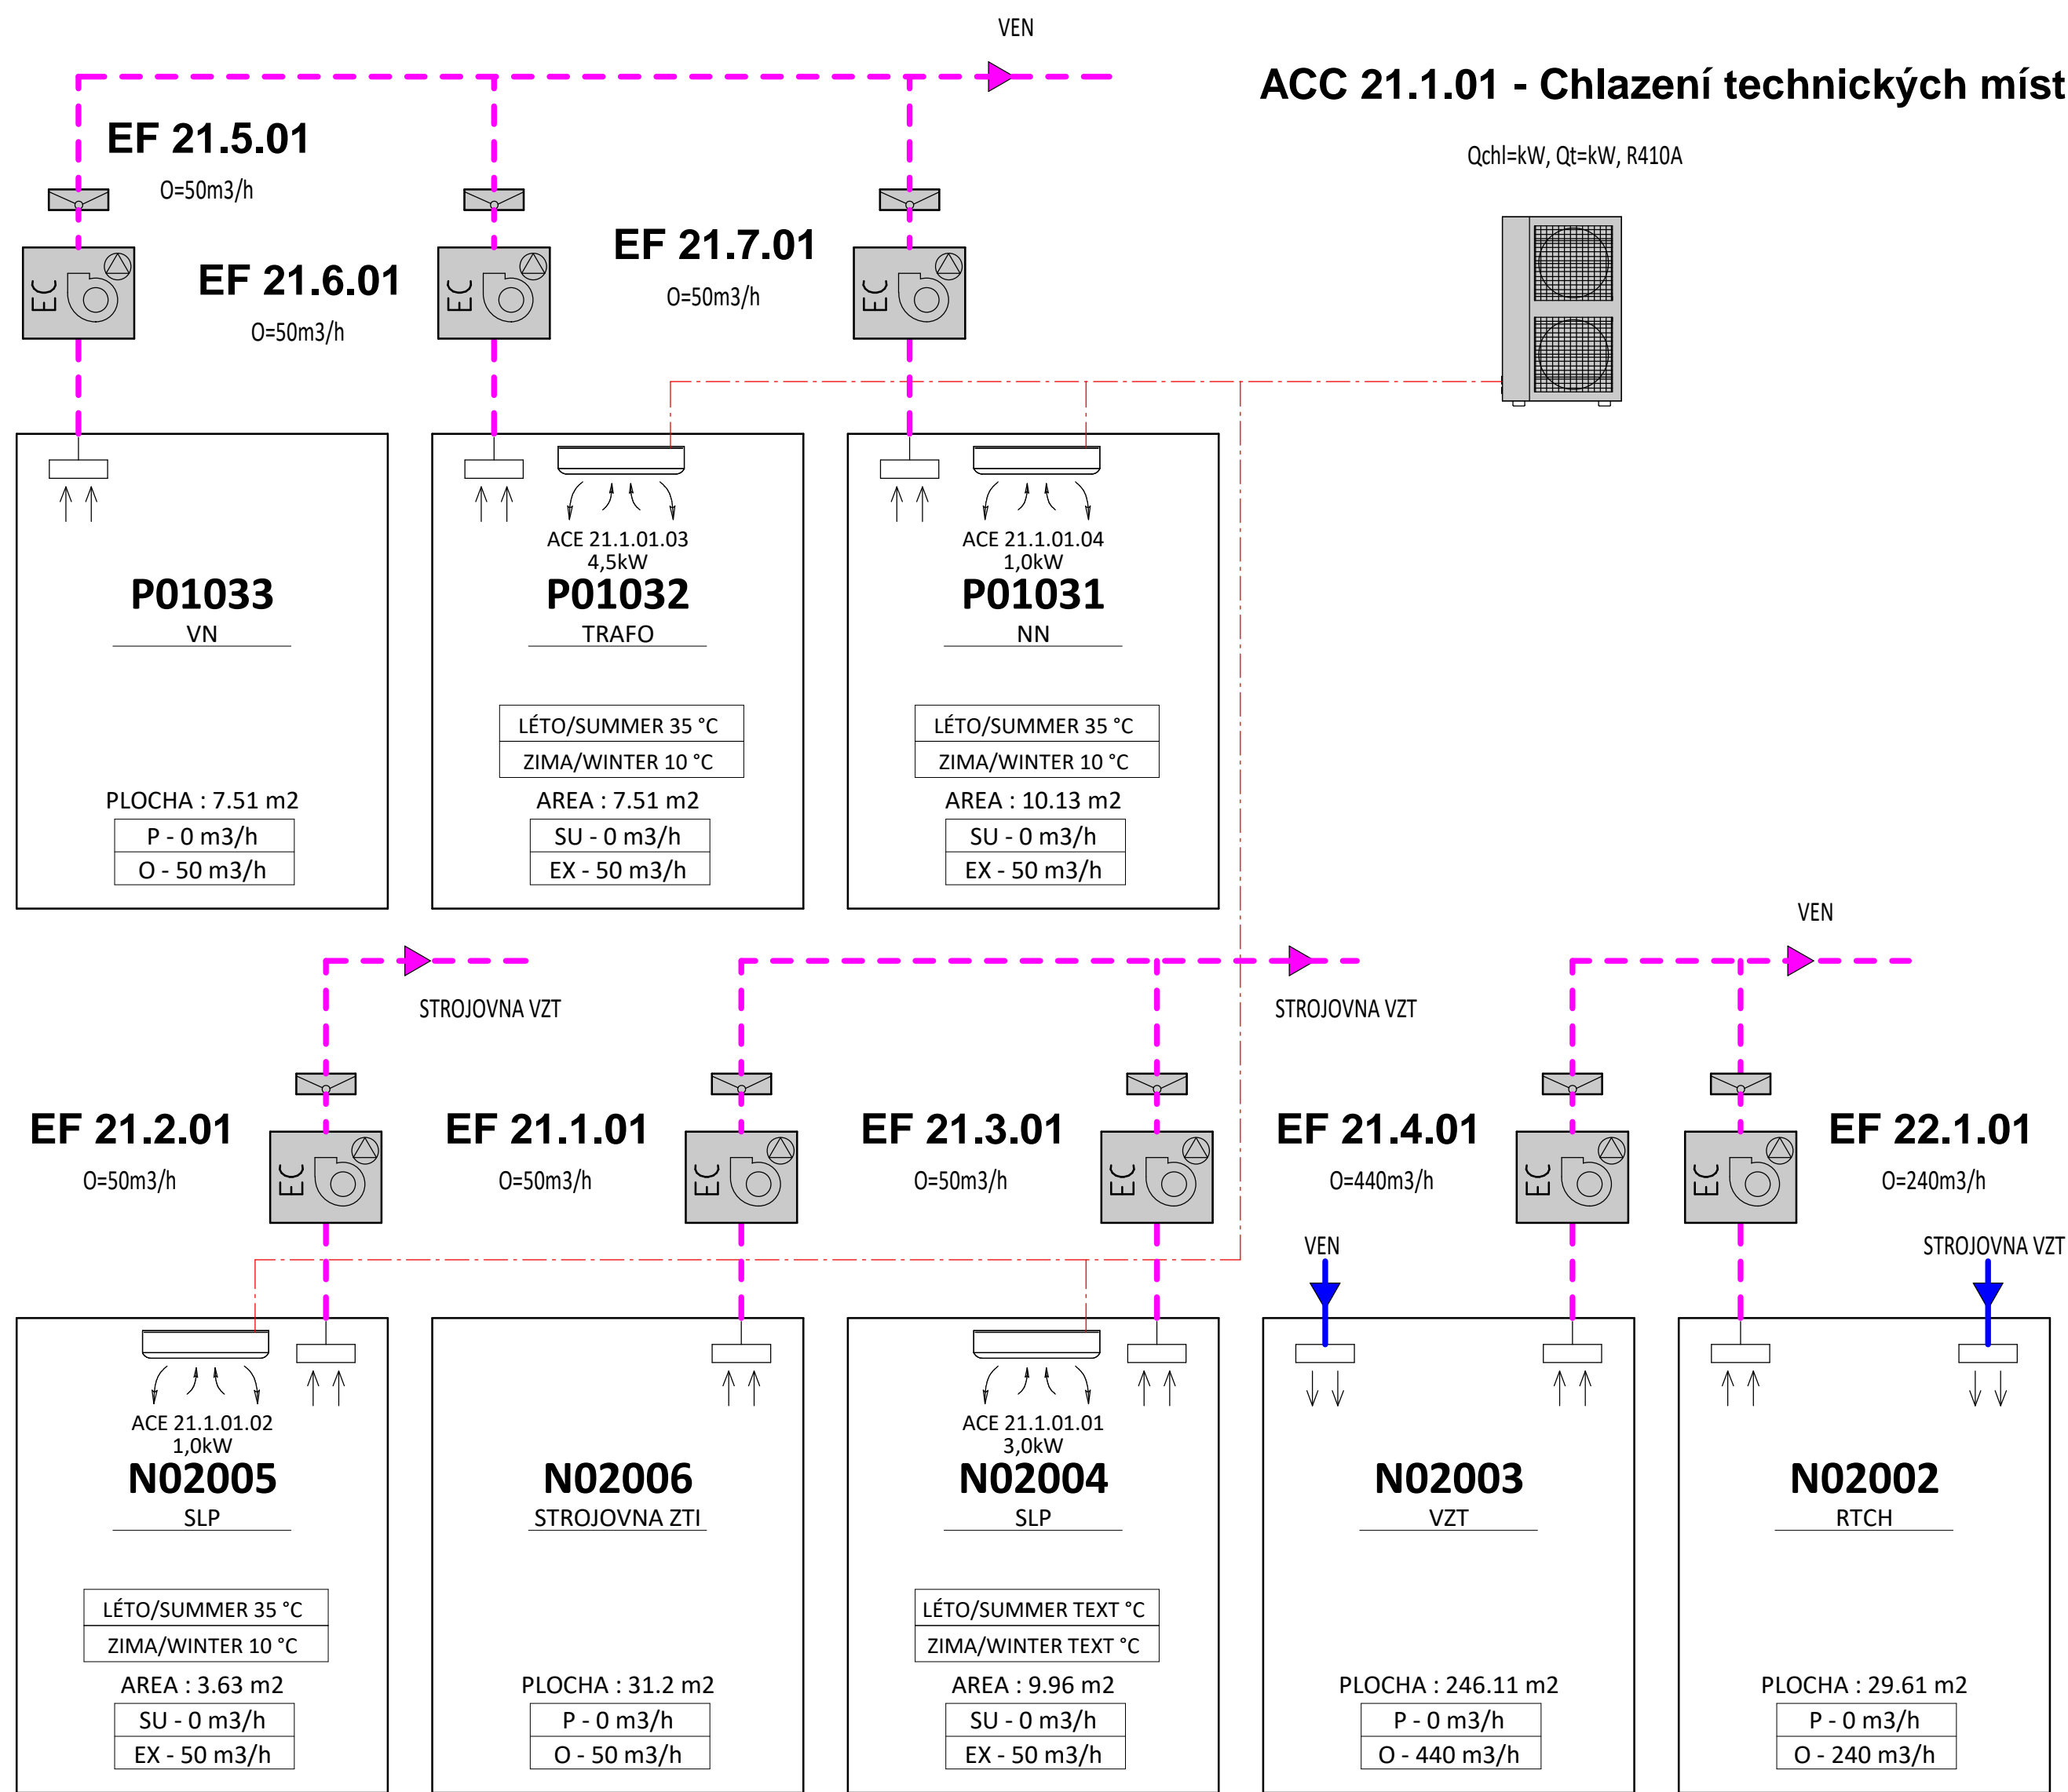 VEN
ACC 21.1.01 - Chlazení technických míst
Qchl=kW, Qt=kW, R410A
EF 21.5.01
O=50m3/h
EF 21.6.01
O=50m3/h
EF 21.7.01
O=50m3/h
EC
EC
EC
P01033
VN
PLOCHA : 7.51 m2
P - 0 m3/h
O - 50 m3/h
ACE 21.1.01.03
4,5kW
P01032
TRAFO
LÉTO/SUMMER 35 °C
ZIMA/WINTER 10 °C
AREA : 7.51 m2
SU - 0 m3/h
EX - 50 m3/h
ACE 21.1.01.04
1,0kW
P01031
NN
LÉTO/SUMMER 35 °C
ZIMA/WINTER 10 °C
AREA : 10.13 m2
SU - 0 m3/h
EX - 50 m3/h
STROJOVNA VZT
STROJOVNA VZT
VEN
EF 21.2.01
O=50m3/h
EC
EF 21.1.01
O=50m3/h
EC
EF 21.3.01
O=50m3/h
EC
EF 21.4.01
O=440m3/h
EC
EC
EF 22.1.01
O=240m3/h
VEN
STROJOVNA VZT
ACE 21.1.01.02
1,0kW
N02005
SLP
LÉTO/SUMMER 35 °C
ZIMA/WINTER 10 °C
AREA : 3.63 m2
SU - 0 m3/h
EX - 50 m3/h
N02006
STROJOVNA ZTI
PLOCHA : 31.2 m2
P - 0 m3/h
O - 50 m3/h
ACE 21.1.01.01
3,0kW
N02004
SLP
LÉTO/SUMMER TEXT °C
ZIMA/WINTER TEXT °C
AREA : 9.96 m2
SU - 0 m3/h
EX - 50 m3/h
N02003
VZT
PLOCHA : 246.11 m2
P - 0 m3/h
O - 440 m3/h
N02002
RTCH
PLOCHA : 29.61 m2
P - 0 m3/h
O - 240 m3/h